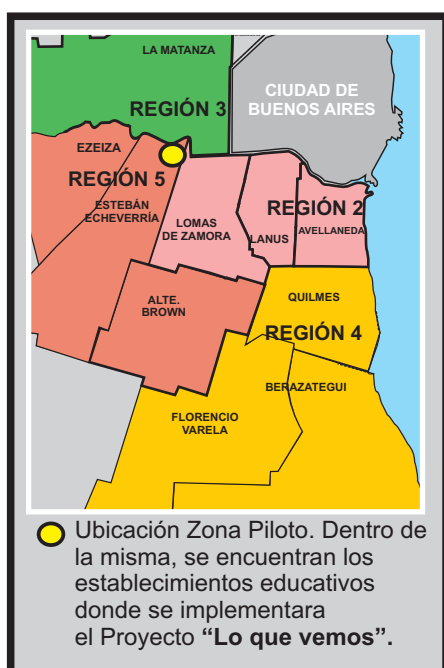 LA MATANZA
CIUDAD DE
BUENOS AIRES
REGIÓN 3
EZEIZA
REGIÓN 5
ESTEBÁN
ECHEVERRÍA
LOMAS
DE ZAMORA
LANUS
REGIÓN 2
AVELLANEDA
ALTE.
BROWN
QUILMES
REGIÓN 4
BERAZATEGUI
FLORENCIO
VARELA
Ubicación Zona Piloto. Dentro de
la misma, se encuentran los
establecimientos educativos
donde se implementara
el Proyecto “Lo que vemos”.